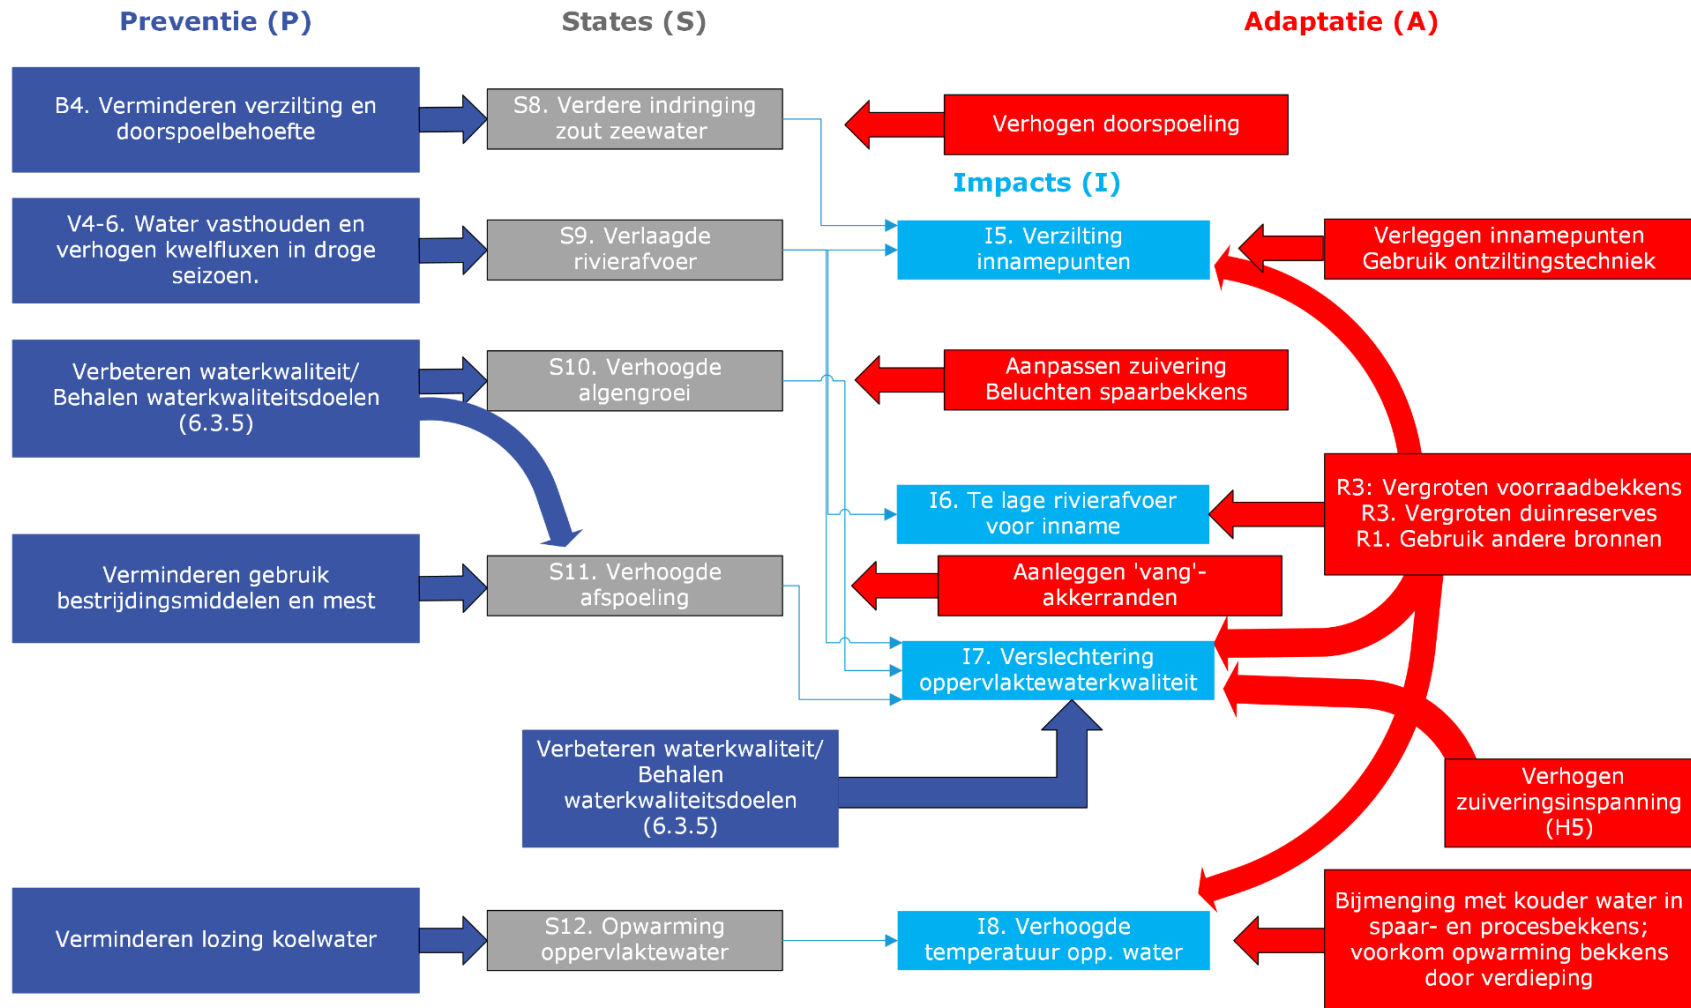 Preventie (P)
States (S)
Adaptatie (A)
B4. Verminderen verzilting en
doorspoelbehoefte
S8. Verdere indringing
zout zeewater
Verhogen doorspoeling
Impacts (I)
V4-6. Water vasthouden en
verhogen kwelfluxen in droge
seizoen.
S9. Verlaagde
rivierafvoer
I5. Verzilting
innamepunten
Verleggen innamepunten
Gebruik ontziltingstechniek
Verbeteren waterkwaliteit/
Behalen waterkwaliteitsdoelen
(6.3.5)
S10. Verhoogde
algengroei
Aanpassen zuivering
Beluchten spaarbekkens
I6. Te lage rivierafvoer
voor inname
R3: Vergroten voorraadbekkens
R3. Vergroten duinreserves
R1. Gebruik andere bronnen
Verminderen gebruik
bestrijdingsmiddelen en mest
S11. Verhoogde
afspoeling
Aanleggen 'vang'-
akkerranden
I7. Verslechtering
oppervlaktewaterkwaliteit
Verbeteren waterkwaliteit/
Behalen
waterkwaliteitsdoelen
(6.3.5)
Verhogen
zuiveringsinspanning
(H5)
Verminderen lozing koelwater
S12. Opwarming
oppervlaktewater
I8. Verhoogde
temperatuur opp. water
Bijmenging met kouder water in
spaar- en procesbekkens;
voorkom opwarming bekkens
door verdieping